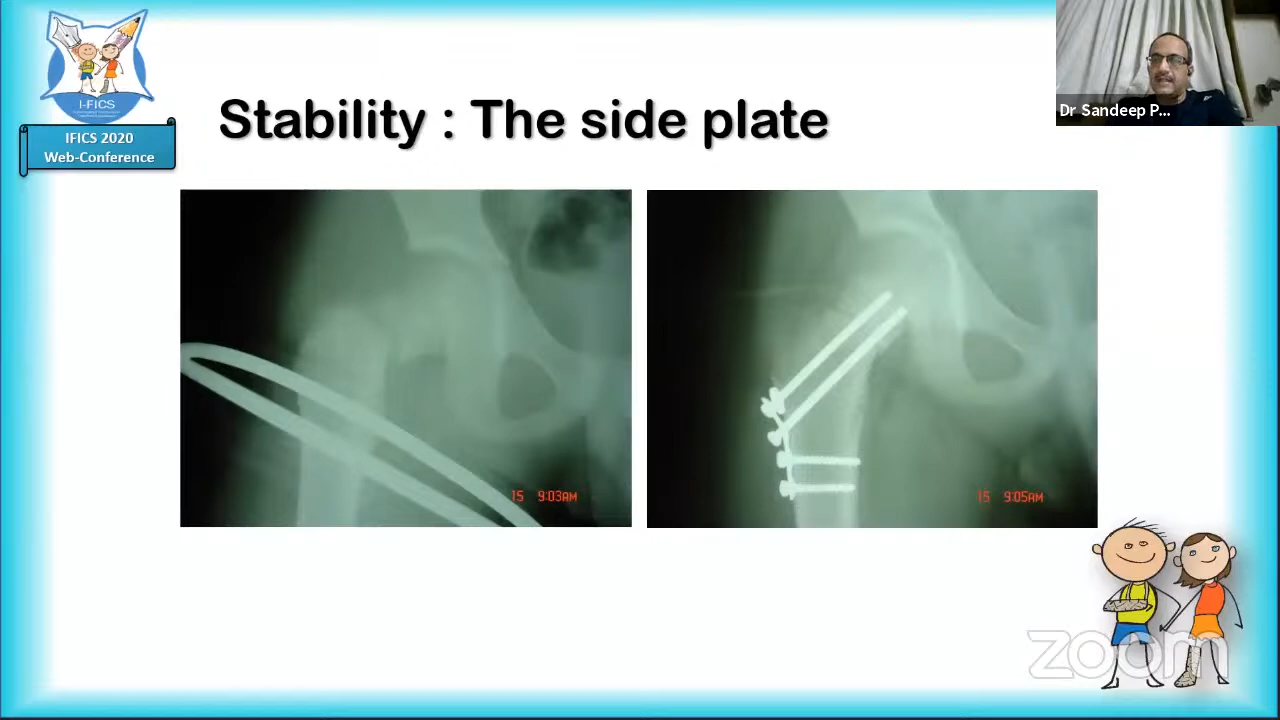 I-FICS
IFICS 2020
Web-Conference
Stability : The side plate
Dr Sandeep P...
15 9:03AM
15 9:05AM
zoom